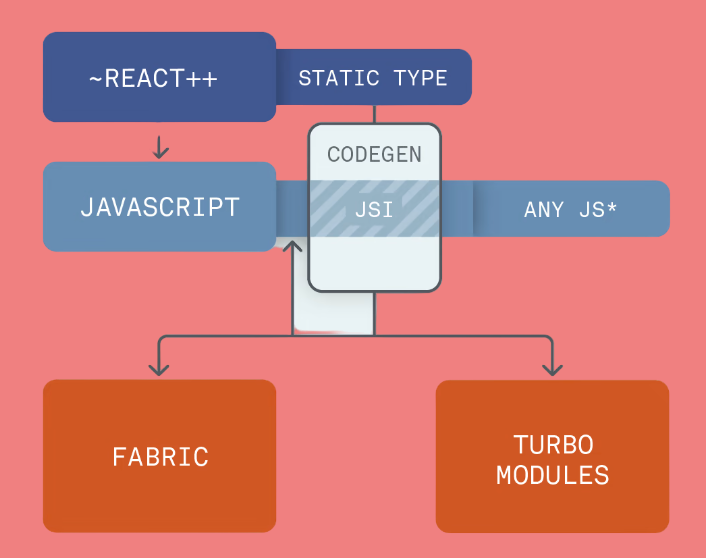 ~REACT++
STATIC TYPE
CODEGEN
JAVASCRIPT
JSI
ANY JS*
FABRIC
TURBO
MODULES